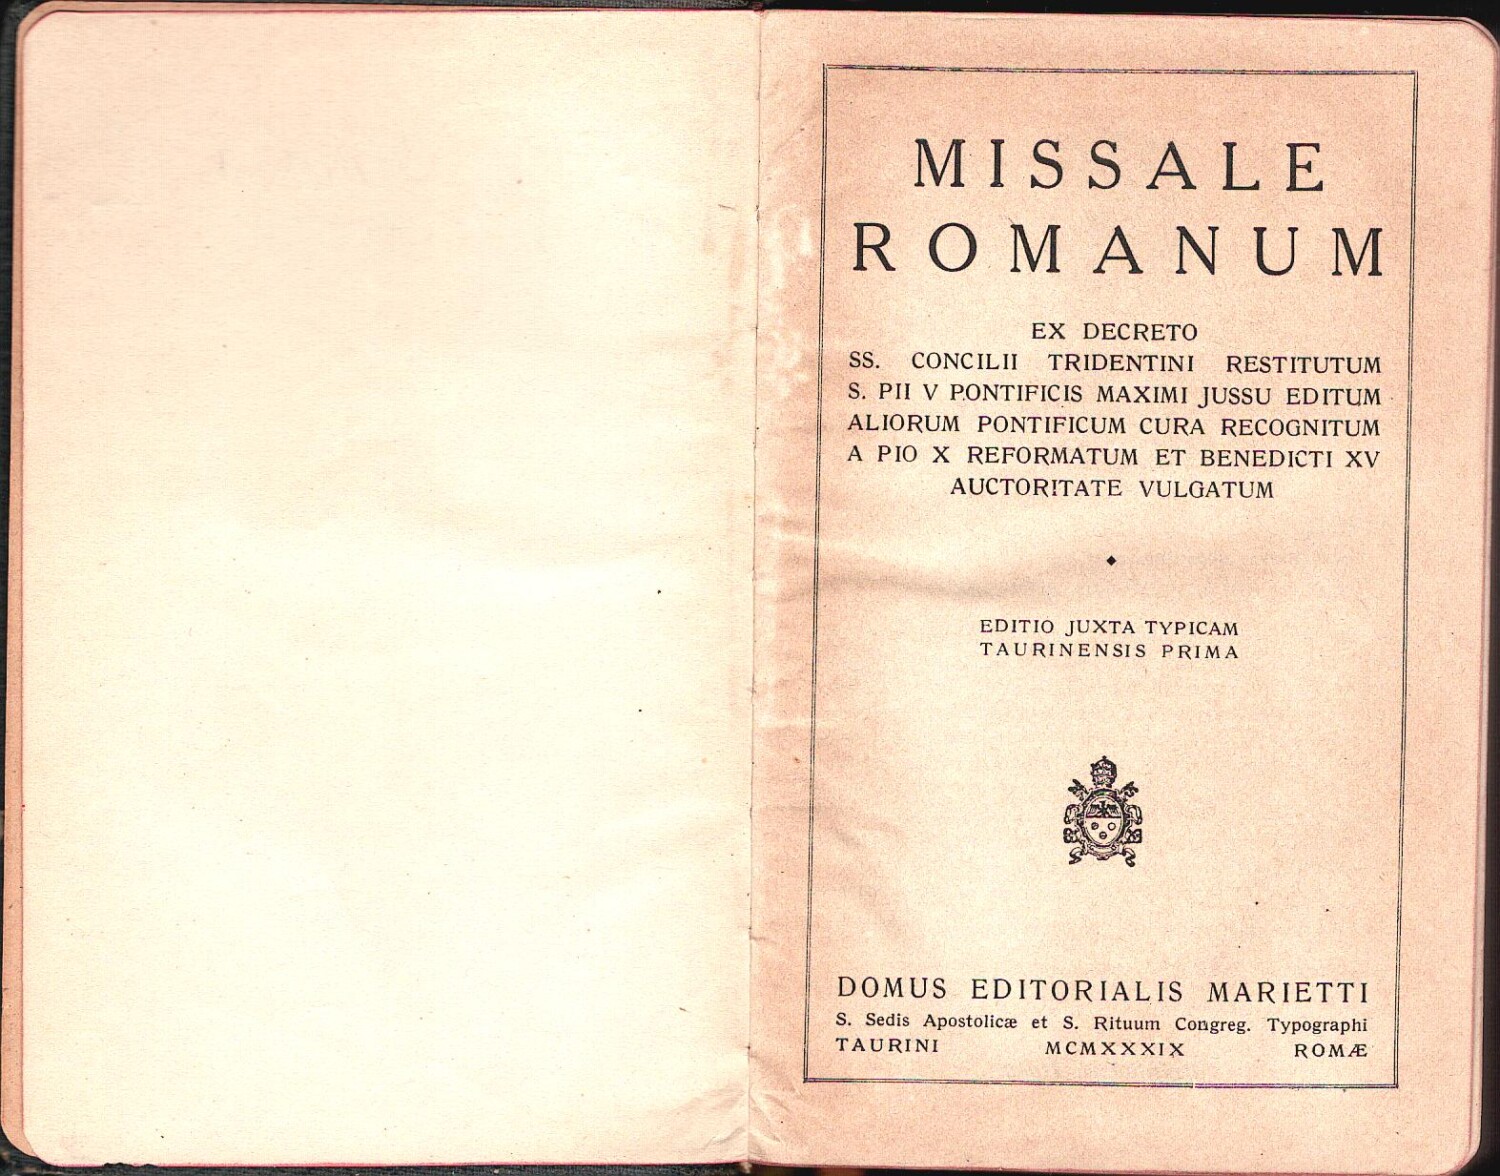 MISSALE
ROMANUM
EX DECRETO
SS. CONCILII TRIDENTINI RESTITUTUM
S. PII V PONTIFICIS MAXIMI JUSSU EDITUM
ALIORUM PONTIFICUM CURA RECOGNITUM
A PIO X REFORMATUM ET BENEDICTI XV
AUCTORITATE VULGATUM
EDITIO JUXTA TYPICAM
TAURINENSIS PRIMA
DOMUS EDITORIALIS MARIETTI
S. Sedis Apostolicæ et S. Rituum Congreg. Typographi
TAURINI MCMXXXIX ROMÆ